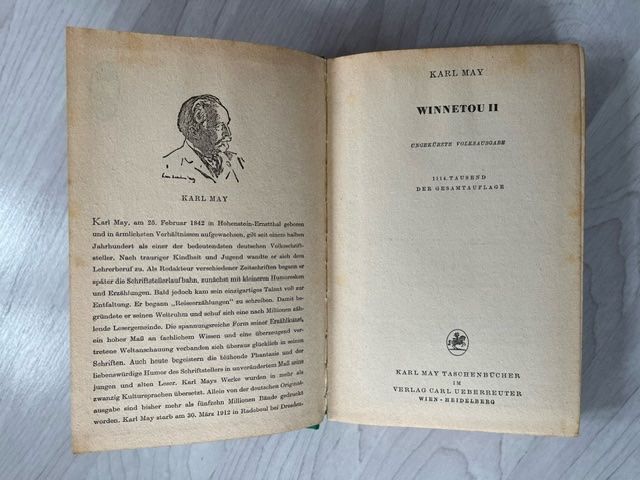 KARL MAY
Karl May, am 25. Februar 1842 in Hohenstein-Ernstthal geboren
und in ärmlichsten Verhältnissen aufgewachsen, gilt seit einem halben
Jahrhundert als einer der bedeutendsten deutschen Volksschrift-
steller. Nach trauriger Kindheit und Jugend wandte er sich dem
Lehrerberuf zu. Als Redakteur verschiedener Zeitschriften begann er
später die Schriftstellerlaufbahn, zunächst mit kleineren Humoresken
und Erzählungen. Bald jedoch kam sein einzigartiges Talent voll zur
Entfaltung. Er begann „Reiseerzählungen" zu schreiben. Damit be-
gründete er seinen Weltruhm und schuf sich eine nach Millionen zäh-
lende Lesergemeinde. Die spannungsreiche Form seiner Erzählkunst,
ein hohes Maß an fachlichem Wissen und eine überzeugend ver-
tretene Weltanschauung verbanden sich überaus glücklich in seinen
Schriften. Auch heute begeistern die blühende Phantasie und der
liebenswürdige Humor des Schriftstellers in unverändertem Maß seine
jungen und alten Leser. Karl Mays Werke wurden in mehr als
zwanzig Kultursprachen übersetzt. Allein von der deutschen Original-
ausgabe sind bisher mehr als fünfzehn Millionen Bände gedruckt
worden. Karl May starb am 30. März 1912 in Radebeul bei Dresden.
KARL MAY
WINNETOU II
UNGEKÜRZTE VOLKSAUSGABE
1114. TAUSEND
DER GESAMTAUFLAGE
KARL MAY TASCHENBÜCHER
IM
VERLAG CARL UEBERREUTER
WIEN · HEIDELBERG